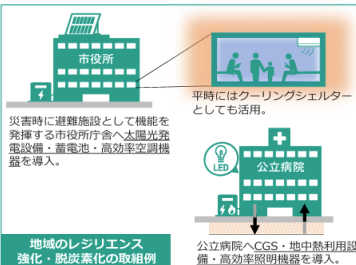 市役所
平時にはクーリングシェルター
としても活用。
災害時に避難施設として機能を
発揮する市役所庁舎へ太陽光発
電設備・蓄電池・高効率空調機
器を導入。
LED
公立病院
地域のレジリエンス
強化・脱炭素化の取組例
公立病院へCGS・地中熱利用設
備・高効率照明機器を導入。